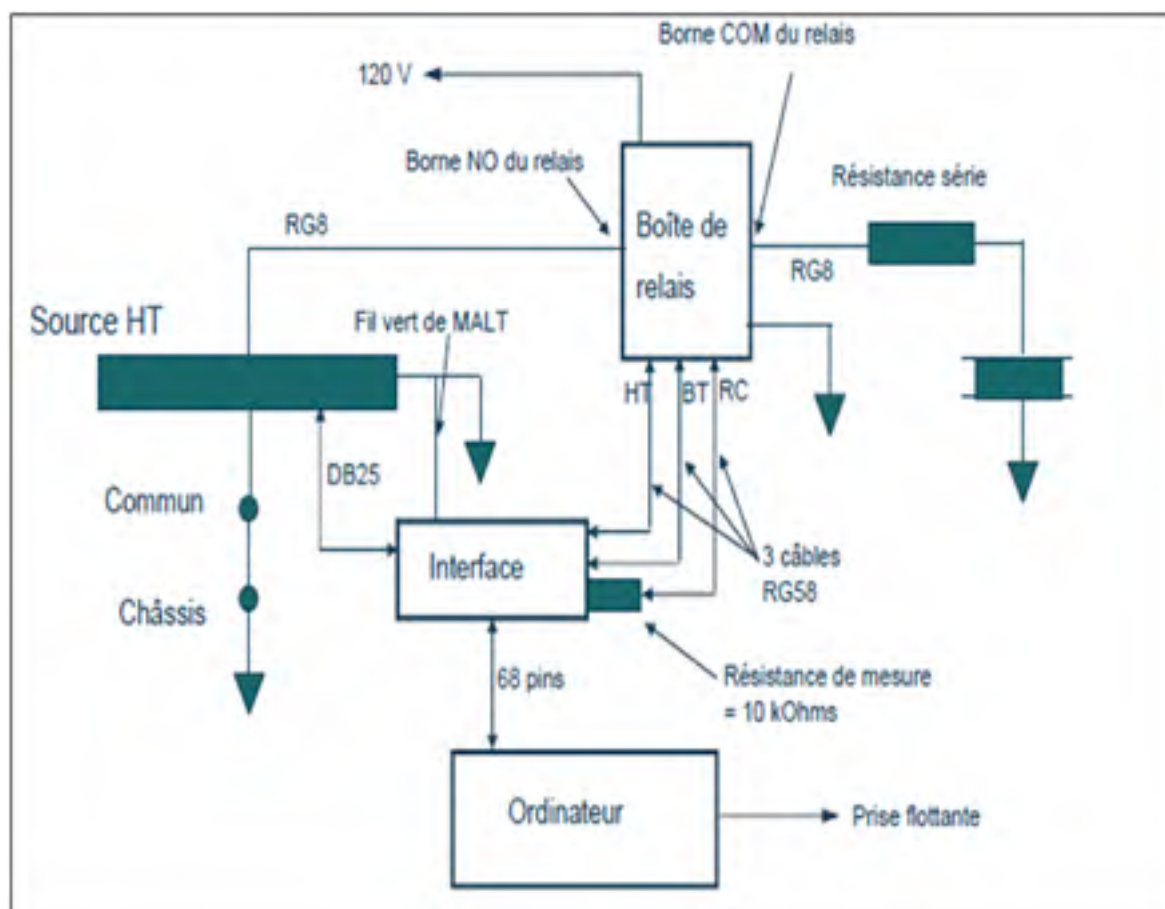 Borne COM du relais
120 V
Borne NO du relais
Résistance série
RG8
Boîte de
relais
RG8
Source HT
Fil vert de MALT
HT
BT
RC
DB25
Commun
Interface
3 câbles
RG58
Châssis
68 pins
Résistance de mesure
= 10 kOhms
Ordinateur
Prise flottante